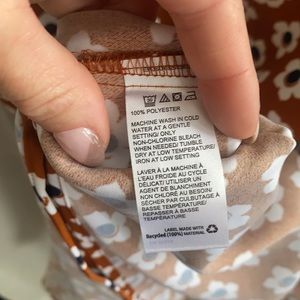 100% POLYESTER
MACHINE WASH IN COLD
WATER AT A GENTLE
SETTING/ ONLY
NON-CHLORINE BLEACH
WHEN NEEDED/ TUMBLE
DRY AT LOW TEMPERATURE/
IRON AT LOW SETTING
LAVER À LA MACHINE À
L'EAU FROIDE AU CYCLE
DÉLICAT/ UTILISER UN
AGENT DE BLANCHIMENT
NON CHLORÉ AU BESOIN/
SÉCHER PAR CULBUTAGE À
BASSE TEMPÉRATURE/
REPASSER À BASSE
TEMPÉRATURE
LABEL MADE WITH
Recycled (100%) MATERIAL